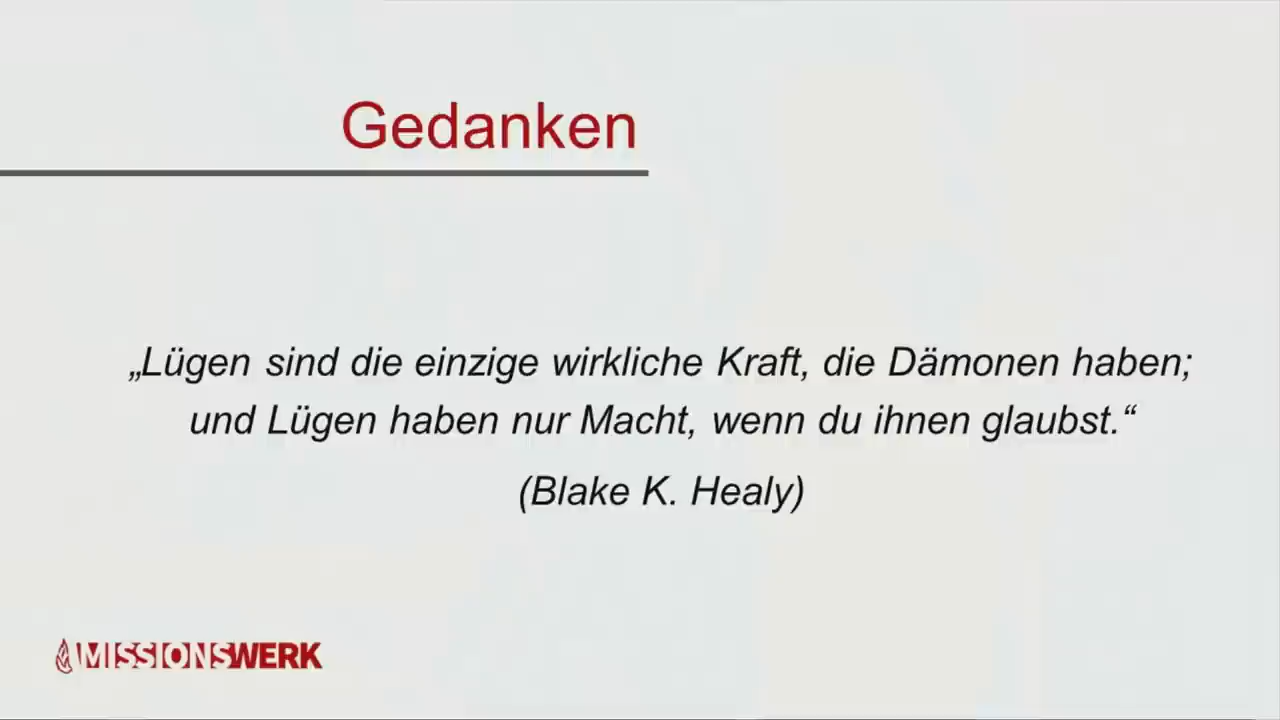 Gedanken
„Lügen sind die einzige wirkliche Kraft, die Dämonen haben;
und Lügen haben nur Macht, wenn du ihnen glaubst.“
(Blake K. Healy)
MISSIONSWERK